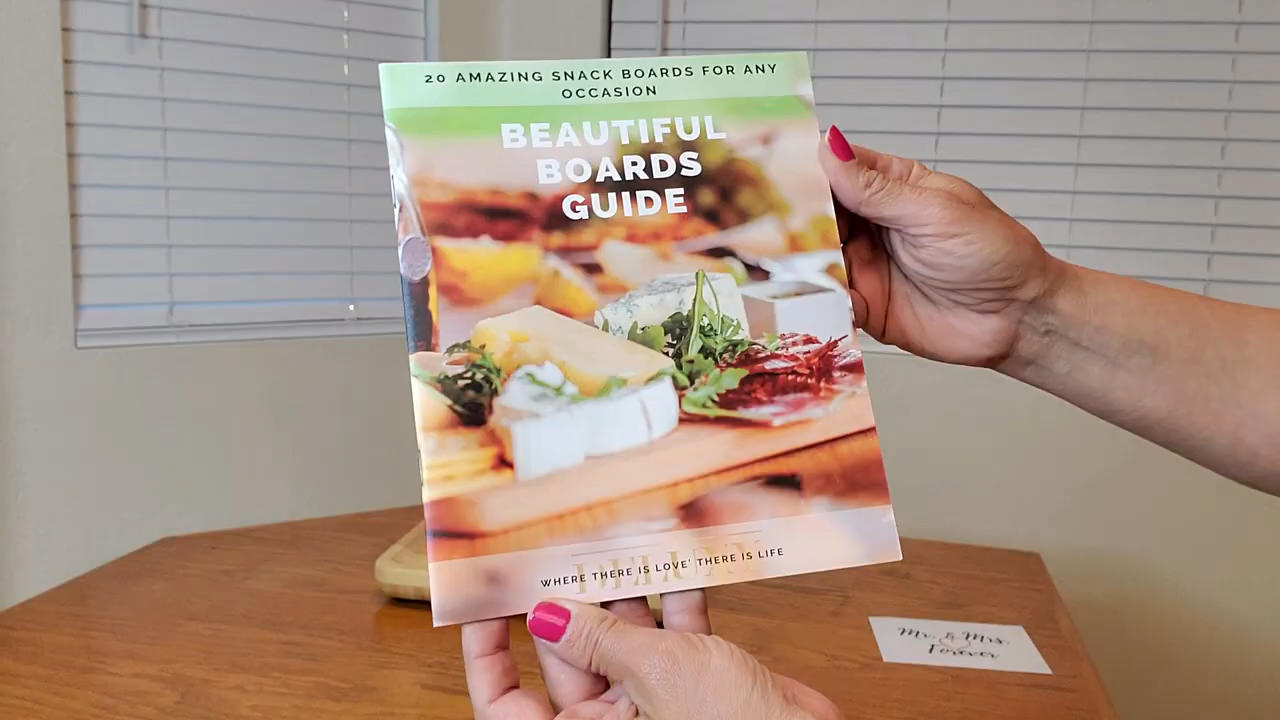 20 AMAZING SNACK BOARDS FOR ANY
OCCASION
BEAUTIFUL
BOARDS
GUIDE
WHERE THERE IS LOVE' THERE IS LIFE
Mr. & Mrs.
Forever